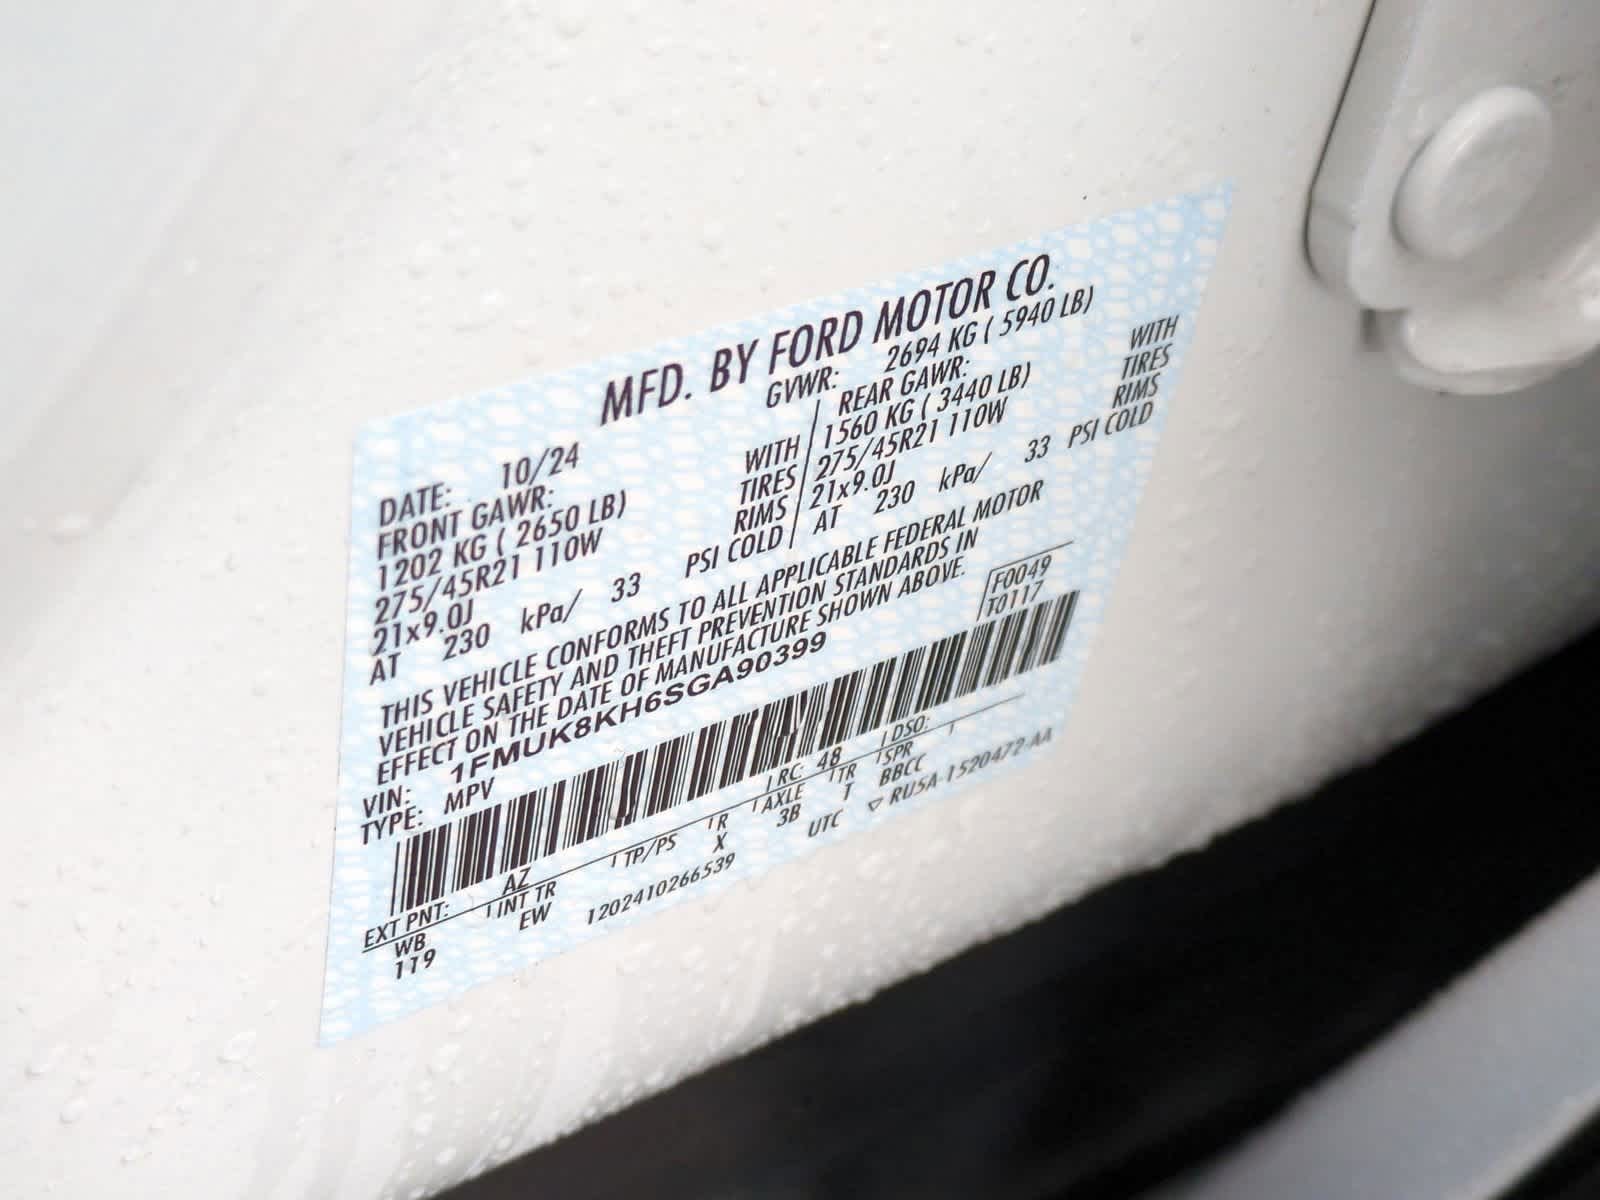 MFD. BY FORD MOTOR CO.
DATE: 10/24 GVWR: 2694 KG ( 5940 LB)
FRONT GAWR: REAR GAWR:
1202 KG ( 2650 LB) WITH 1560 KG ( 3440 LB) WITH
275/45R21 110W TIRES 275/45R21 110W TIRES
21x9.0J RIMS 21x9.0J RIMS
AT 230 kPa/ 33 PSI COLD AT 230 kPa/ 33 PSI COLD
THIS VEHICLE CONFORMS TO ALL APPLICABLE FEDERAL MOTOR
VEHICLE SAFETY AND THEFT PREVENTION STANDARDS IN
EFFECT ON THE DATE OF MANUFACTURE SHOWN ABOVE.
VIN: 1FMUK8KH6SGA90399 F0049
TYPE: MPV T0117
EXT PNT: AZ RC: 48 DSO:
WB INT TR TP/PS R AXLE TR SPR
119 EW X 3B T BBCC
1202410266539 UTC ▽ RU5A-1520472-AA